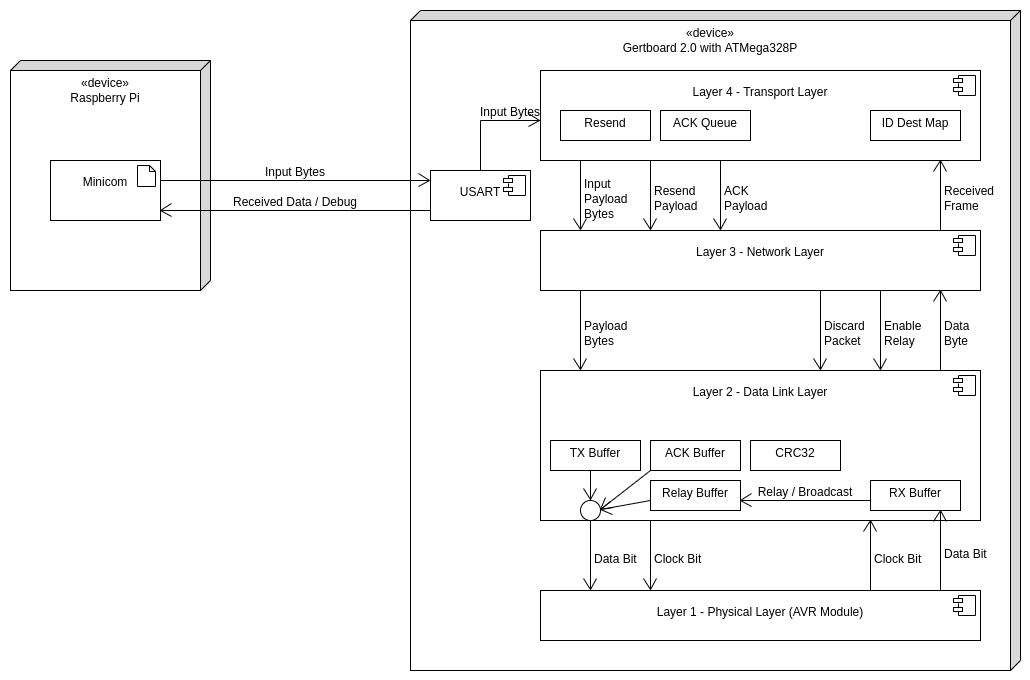 «device»
Raspberry Pi
Minicom
Input Bytes
Received Data / Debug
«device»
Gertboard 2.0 with ATMega328P
USART
Input Bytes
Layer 4 - Transport Layer
Resend
ACK Queue
ID Dest Map
Input
Payload
Bytes
Resend
Payload
ACK
Payload
Received
Frame
Layer 3 - Network Layer
Payload
Bytes
Discard
Packet
Enable
Relay
Data
Byte
Layer 2 - Data Link Layer
TX Buffer
ACK Buffer
CRC32
Relay Buffer
Relay / Broadcast
RX Buffer
Data Bit
Clock Bit
Clock Bit
Data Bit
Layer 1 - Physical Layer (AVR Module)